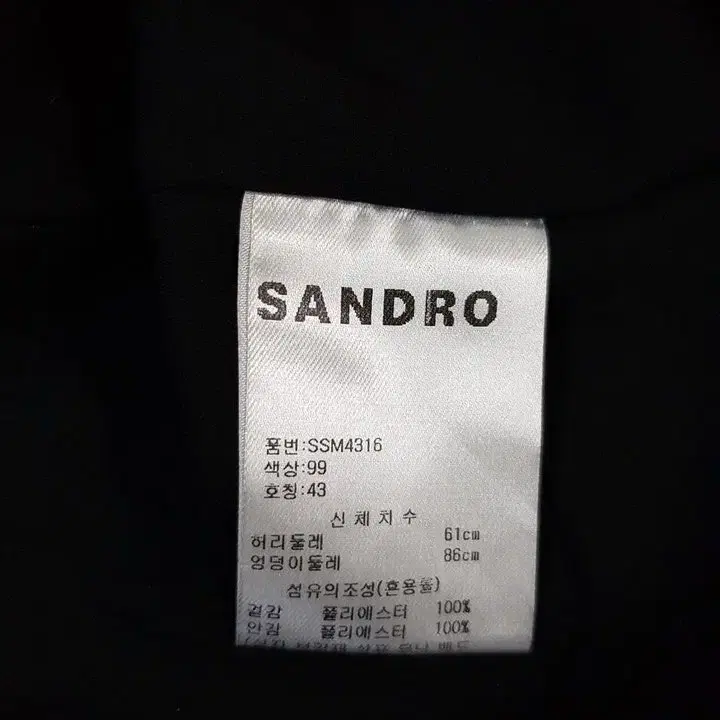 SANDRO
품번:SSM4316
색상:99
호칭:43
신체치수
허리둘레 61cm
엉덩이둘레 86cm
섬유의조성(혼용율)
겉감 폴리에스터 100%
안감 폴리에스터 100%